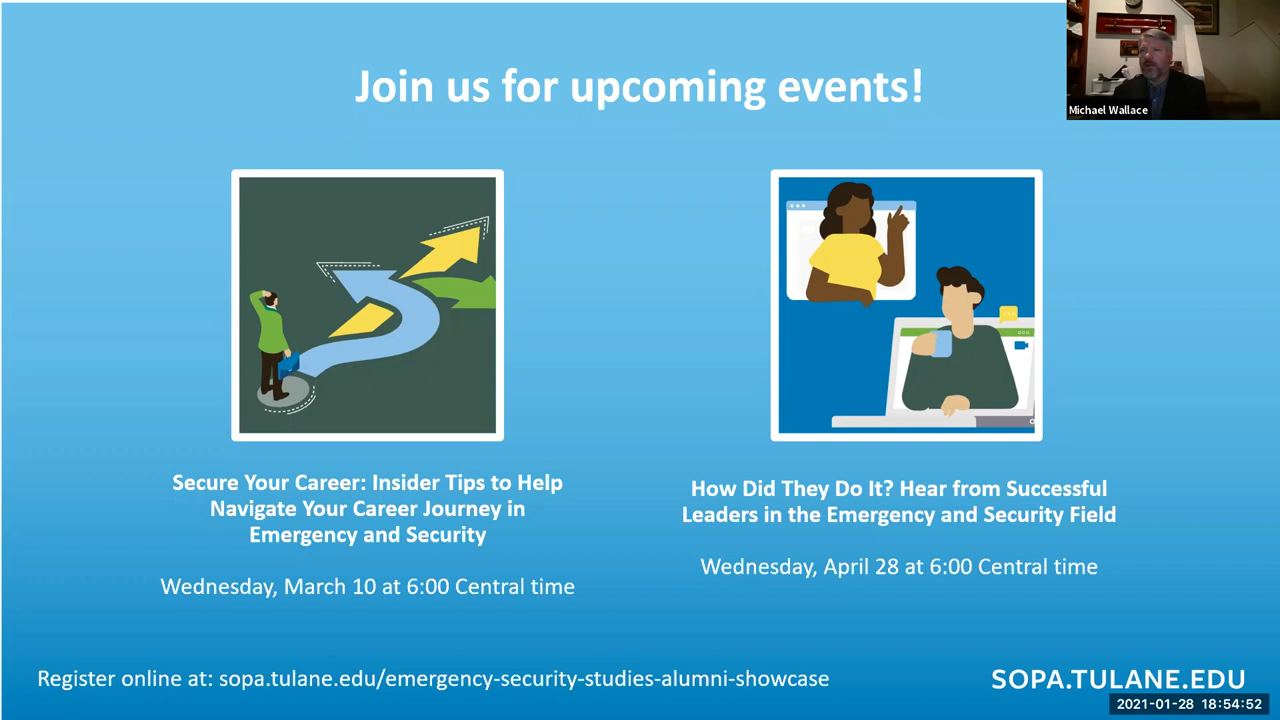 Join us for upcoming events!
Michael Wallace
Secure Your Career: Insider Tips to Help
Navigate Your Career Journey in
Emergency and Security
Wednesday, March 10 at 6:00 Central time
How Did They Do It? Hear from Successful
Leaders in the Emergency and Security Field
Wednesday, April 28 at 6:00 Central time
Register online at: sopa.tulane.edu/emergency-security-studies-alumni-showcase
SOPA.TULANE.EDU
2021-01-28 18:54:52